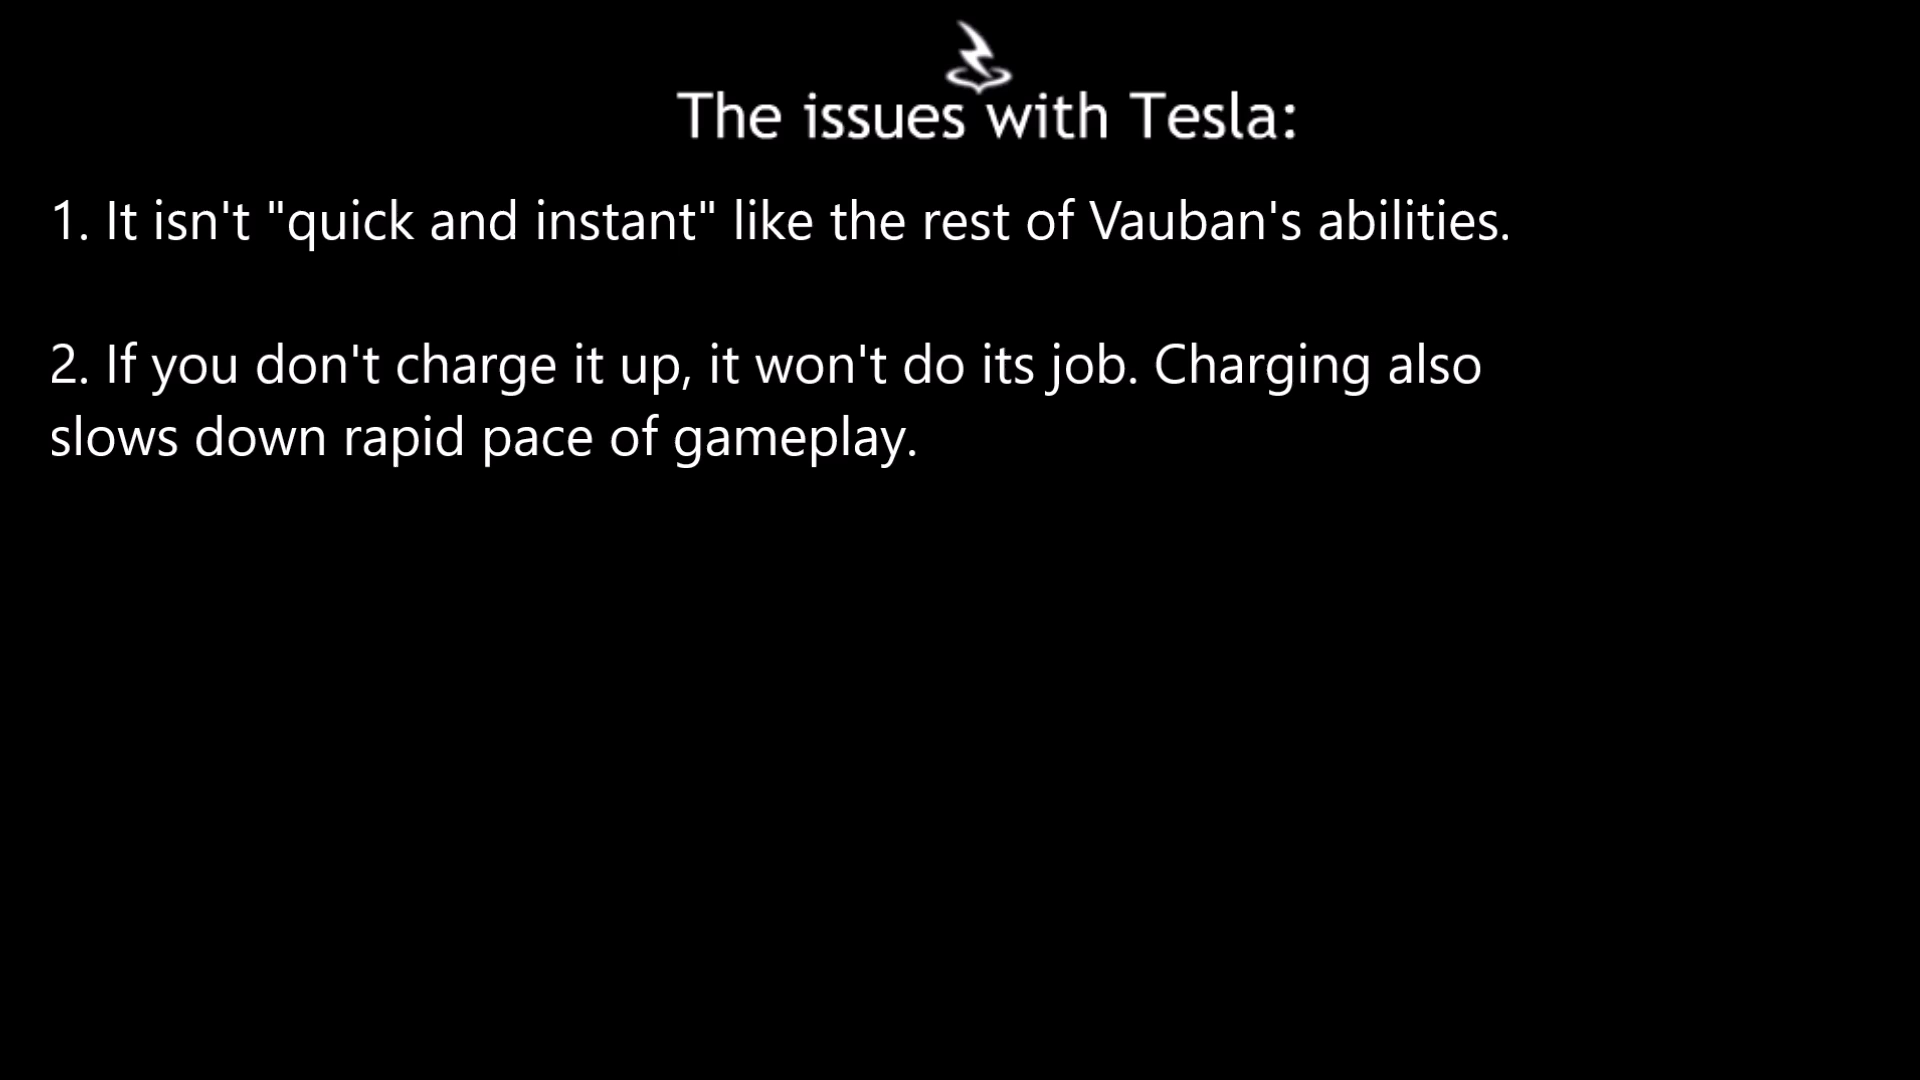 The issues with Tesla:
1. It isn't "quick and instant" like the rest of Vauban's abilities.
2. If you don't charge it up, it won't do its job. Charging also
slows down rapid pace of gameplay.